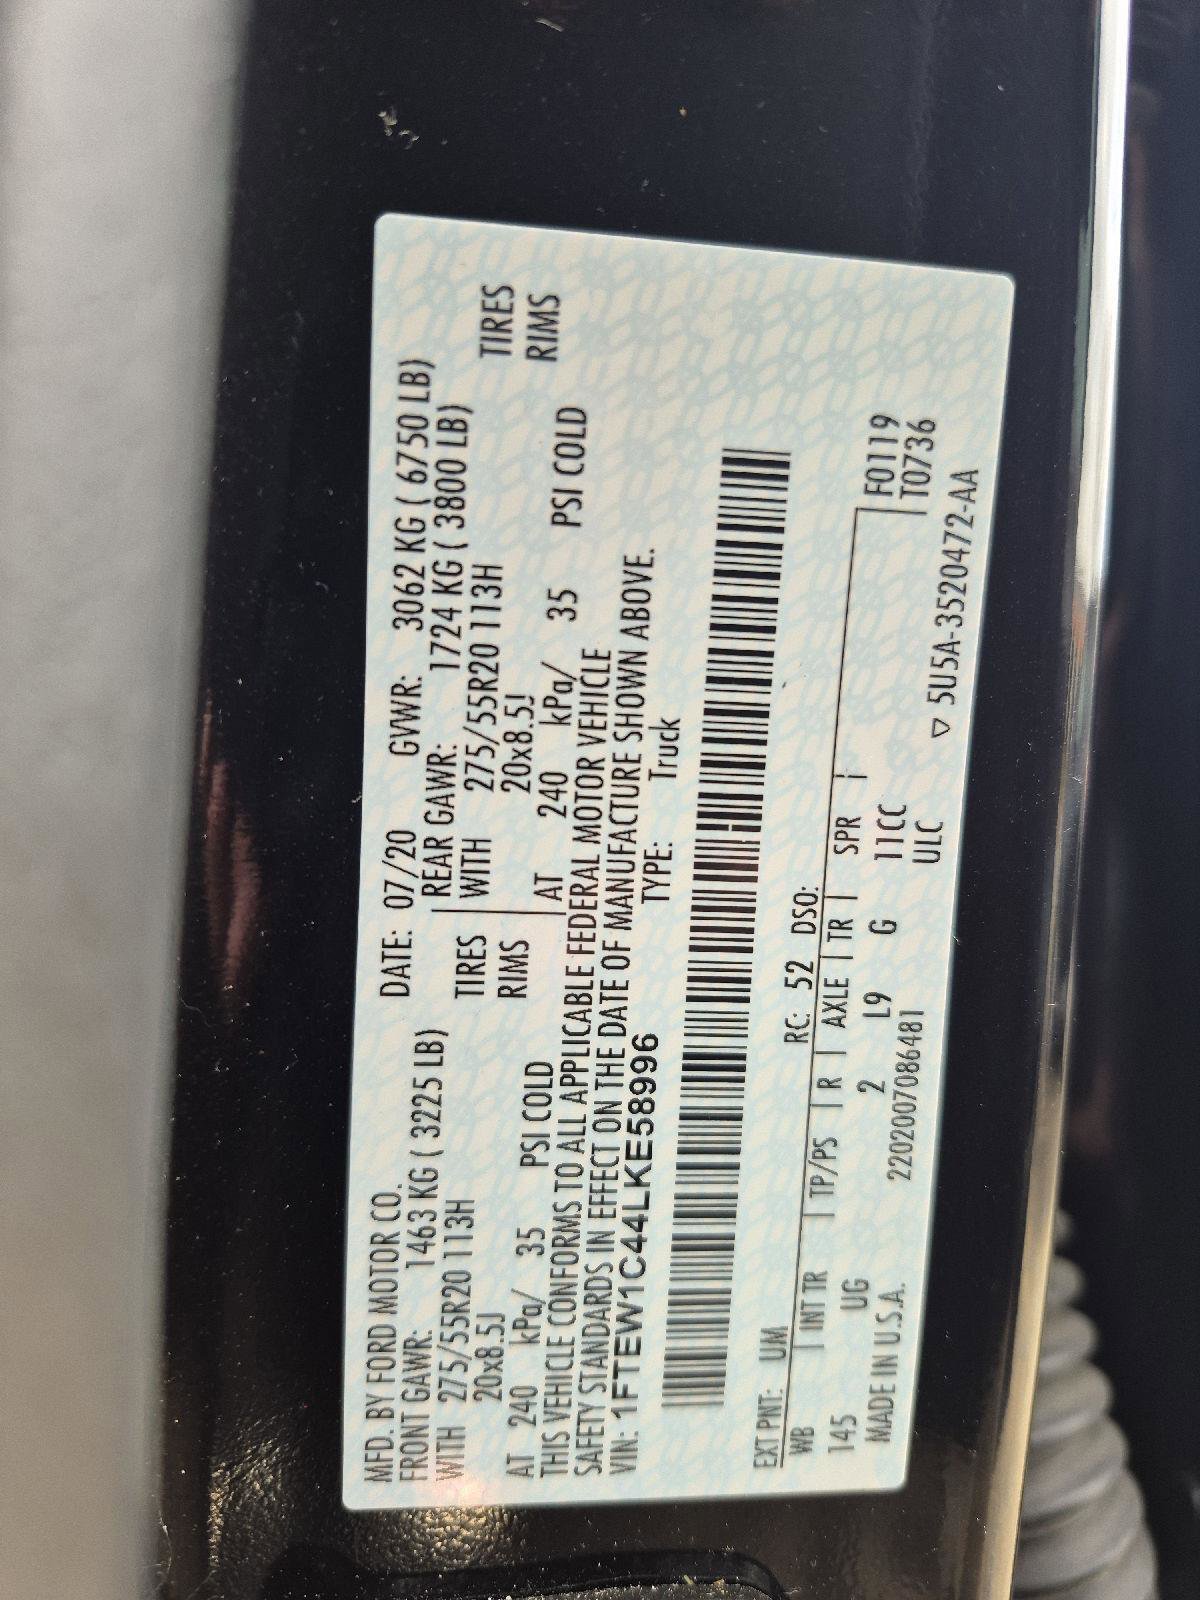 MFD. BY FORD MOTOR CO. DATE: 07/20 GVWR: 3062 KG ( 6750 LB)
FRONT GAWR: 1463 KG ( 3225 LB) REAR GAWR: 1724 KG ( 3800 LB)
WITH 275/55R20 113H TIRES WITH 275/55R20 113H TIRES
20x8.5J RIMS 20x8.5J RIMS
AT 240 kPa/ 35 PSI COLD AT 240 kPa/ 35 PSI COLD
THIS VEHICLE CONFORMS TO ALL APPLICABLE FEDERAL MOTOR VEHICLE
SAFETY STANDARDS IN EFFECT ON THE DATE OF MANUFACTURE SHOWN ABOVE.
VIN: 1FTEW1C44LKE58996 TYPE: Truck
EXT PNT: UM RC: 52 DSO:
WB INT TR TP/PS R AXLE TR SPR F0119
145 UG 2 L9 G 11CC T0736
ULC
MADE IN U.S.A. 2202007086481 ▽ 5U5A-3520472-AA